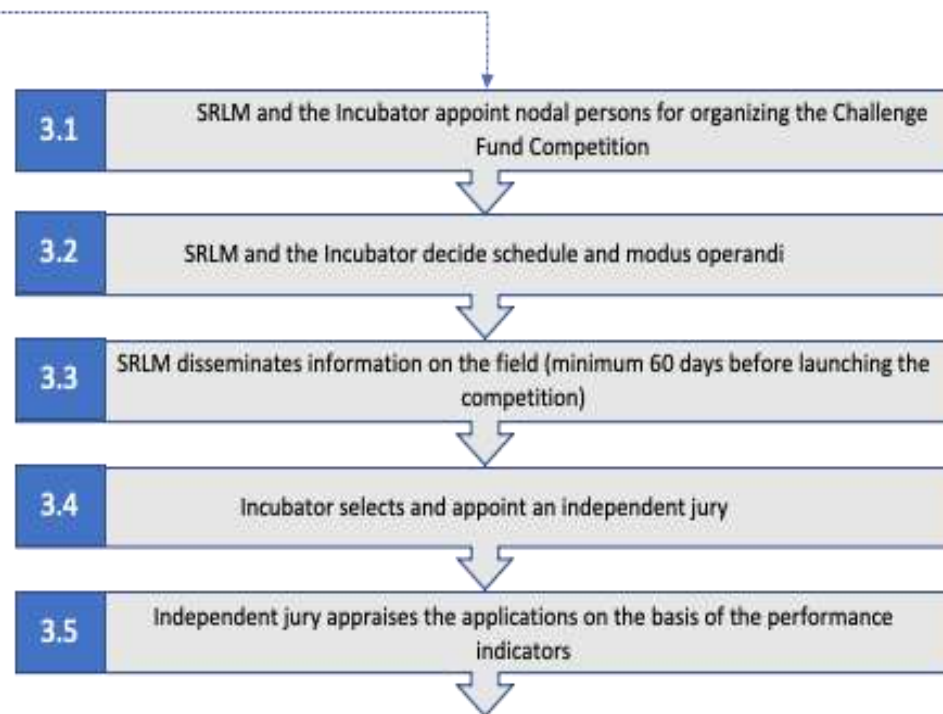 3.1
SRLM and the Incubator appoint nodal persons for organizing the Challenge
Fund Competition
3.2
SRLM and the Incubator decide schedule and modus operandi
3.3
SRLM disseminates information on the field (minimum 60 days before launching the
competition)
3.4
Incubator selects and appoint an independent jury
3.5
Independent jury appraises the applications on the basis of the performance
indicators